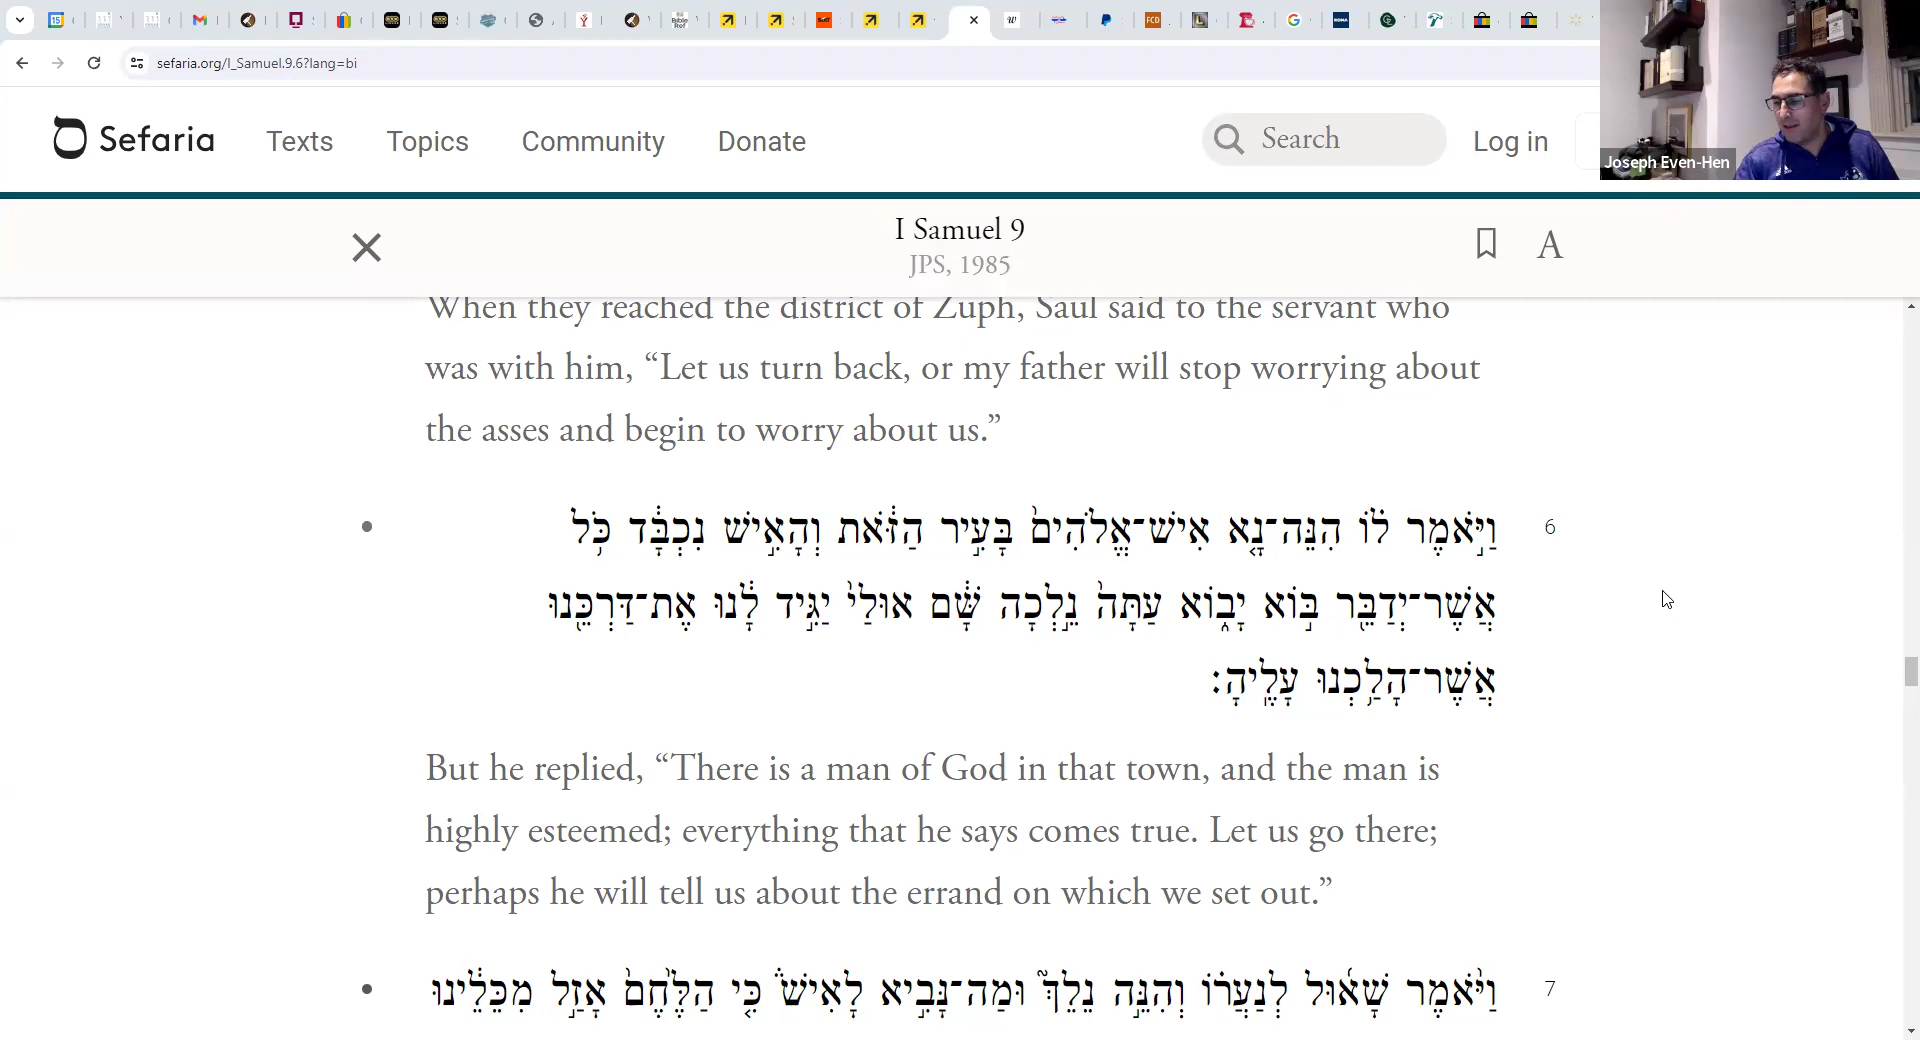 sefaria.org/I_Samuel.9.6?lang=bi
Sefaria Texts Topics Community Donate Search Log in
Joseph Even-Hen
I Samuel 9
JPS, 1985
When they reached the district of Zuph, Saul said to the servant who
was with him, “Let us turn back, or my father will stop worrying about
the asses and begin to worry about us.”
6
וַיֹּ֣אמֶר ל֗וֹ הִנֵּה־נָ֤א אִישׁ־אֱלֹהִים֙ בָּעִ֣יר הַזֹּ֔את וְהָאִ֣ישׁ נִכְבָּ֔ד כֹּ֥ל
אֲשֶׁר־יְדַבֵּ֖ר בּ֣וֹא יָב֑וֹא עַתָּה֙ נֵ֣לְכָה שָּׁ֔ם אוּלַי֙ יַגִּ֣יד לָ֔נוּ אֶת־דַּרְכֵּ֖נוּ
אֲשֶׁר־הָלַ֥כְנוּ עָלֶֽיהָ׃
But he replied, “There is a man of God in that town, and the man is
highly esteemed; everything that he says comes true. Let us go there;
perhaps he will tell us about the errand on which we set out.”
7
וַיֹּ֨אמֶר שָׁא֜וּל לְנַעֲר֗וֹ וְהִנֵּ֣ה נֵלֵךְ֮ וּמַה־נָּבִ֣יא לָאִישׁ֒ כִּ֤י הַלֶּ֙חֶם֙ אָזַ֣ל מִכֵּלֵ֔ינוּ